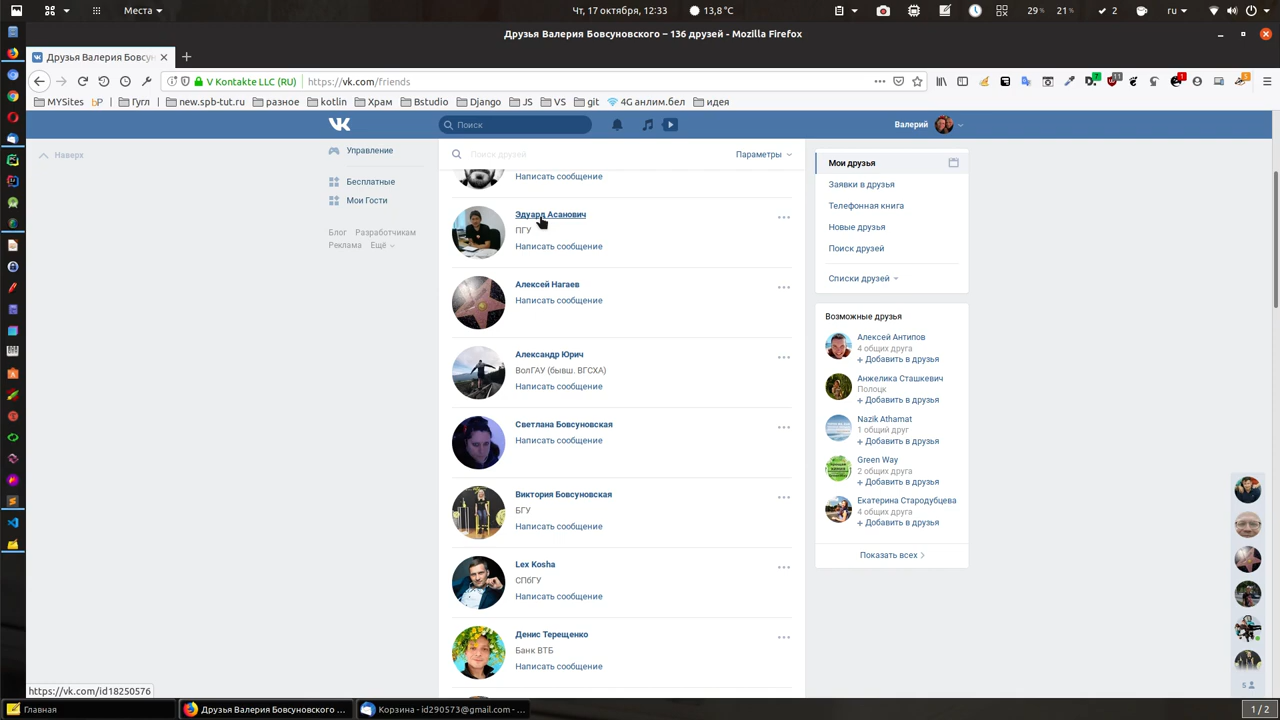 Места
Чт, 17 октября, 12:33
13,8°C
29%
21%
2
ru
Друзья Валерия Бовсуновского – 136 друзей - Mozilla Firefox
Друзья Валерия Бовсун
V Kontakte LLC (RU)
https://vk.com/friends
MYSites
Гугл
new.spb-tut.ru
разное
kotlin
Храм
Bstudio
Django
JS
VS
git
4G анлим.бел
идея
Поиск
Валерий
Наверх
Управление
Бесплатные
Мои Гости
Блог Разработчикам
Реклама Ещё
Поиск друзей
Параметры
Написать сообщение
Эдуард Асанович
ПГУ
Написать сообщение
Алексей Нагаев
Написать сообщение
Александр Юрич
ВолГАУ (бывш. ВГСХА)
Написать сообщение
Светлана Бовсуновская
Написать сообщение
Виктория Бовсуновская
БГУ
Написать сообщение
Lex Kosha
СПбГУ
Написать сообщение
Денис Терещенко
Банк ВТБ
Написать сообщение
Мои друзья
Заявки в друзья
Телефонная книга
Новые друзья
Поиск друзей
Списки друзей
Возможные друзья
Алексей Антипов
4 общих друга
+ Добавить в друзья
Анжелика Сташкевич
Полоцк
+ Добавить в друзья
Nazik Athamat
1 общий друг
+ Добавить в друзья
Green Way
2 общих друга
+ Добавить в друзья
Екатерина Стародубцева
4 общих друга
+ Добавить в друзья
Показать всех
5
https://vk.com/id18250576
Главная
Друзья Валерия Бовсуновского ...
Корзина - id290573@gmail.com - ...
1 / 2